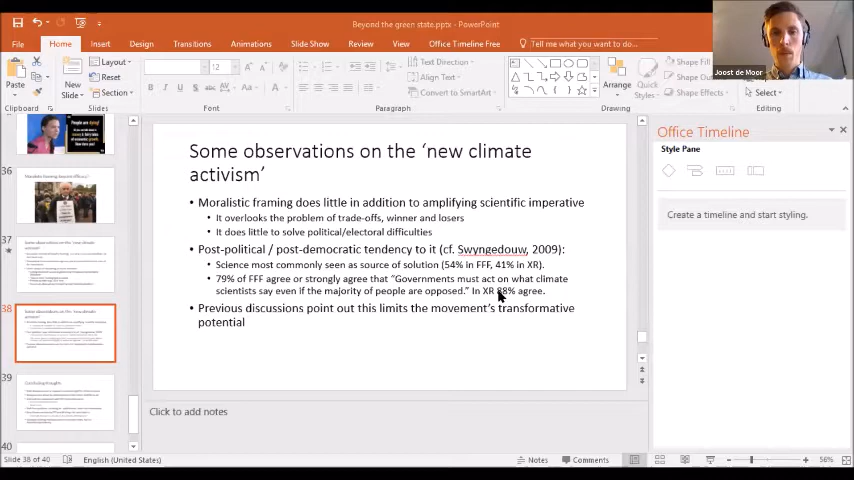 Beyond the green state.pptx - PowerPoint
File Home Insert Design Transitions Animations Slide Show Review View Office Timeline Free Tell me what you want to do...
Paste
New
Slide
Layout
Reset
Section
12
Text Direction
Align Text
Convert to SmartArt
Arrange
Quick
Styles
Shape Fill
Shape Effects
Select
Clipboard Slides Font Paragraph Drawing Editing
Joost de Moor
36
37
38
39
40
Some observations on the ‘new climate
activism’
• Moralistic framing does little in addition to amplifying scientific imperative
• It overlooks the problem of trade-offs, winner and losers
• It does little to solve political/electoral difficulties
• Post-political / post-democratic tendency to it (cf. Swyngedouw, 2009):
• Science most commonly seen as source of solution (54% in FFF, 41% in XR).
• 79% of FFF agree or strongly agree that “Governments must act on what climate
scientists say even if the majority of people are opposed.” In XR 88% agree.
• Previous discussions point out this limits the movement’s transformative
potential
Click to add notes
Office Timeline
Style Pane
Create a timeline and start styling.
Slide 38 of 40 English (United States) Notes Comments 56%